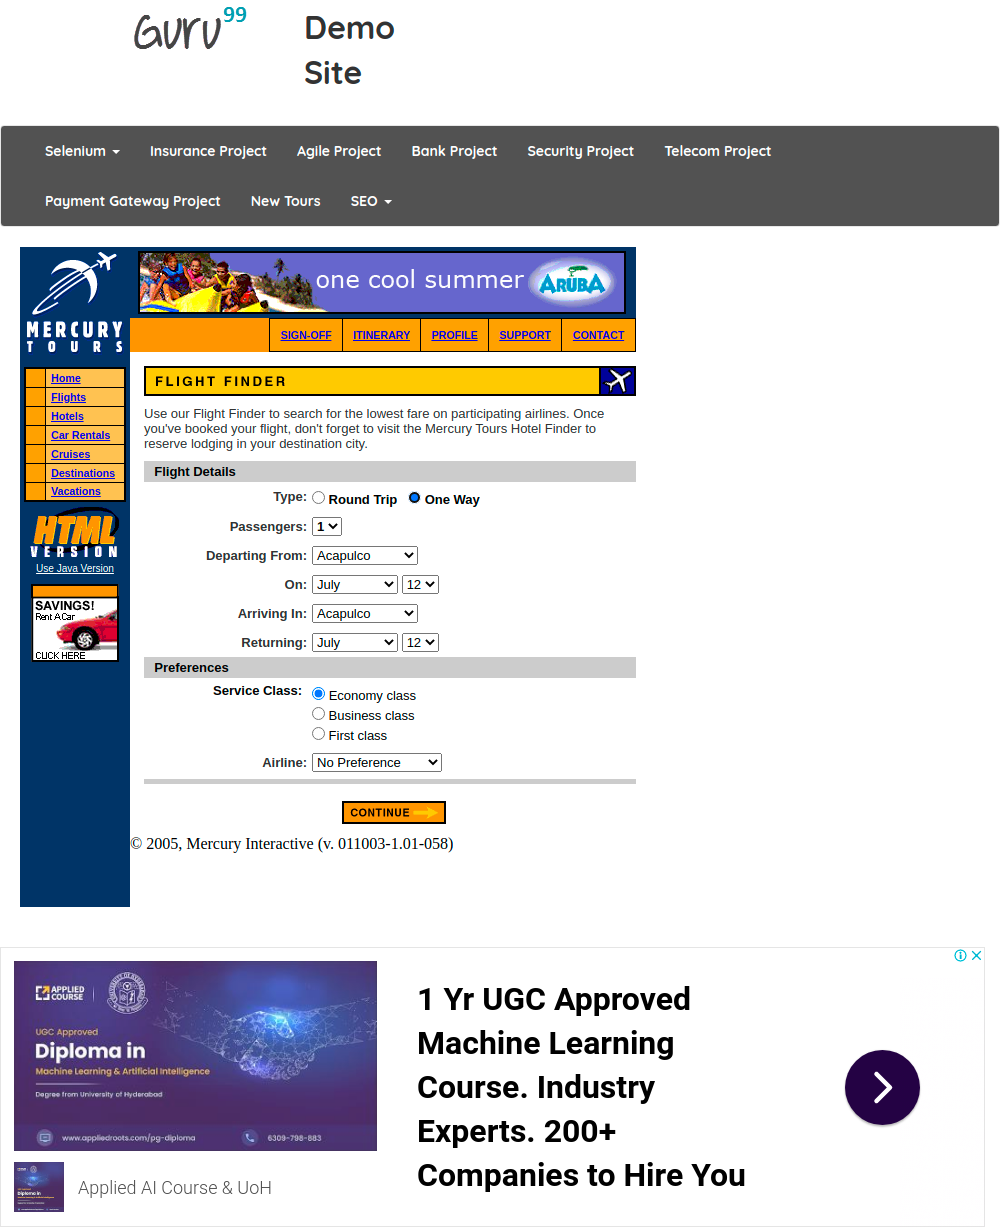 Guru99
Demo
Site
Selenium
Insurance Project
Agile Project
Bank Project
Security Project
Telecom Project
Payment Gateway Project
New Tours
SEO
MERCURY
TOURS
one cool summer
ARUBA
SIGN-OFF
ITINERARY
PROFILE
SUPPORT
CONTACT
Home
Flights
Hotels
Car Rentals
Cruises
Destinations
Vacations
HTML
VERSION
Use Java Version
SAVINGS!
Rent A Car
CLICK HERE
FLIGHT FINDER
Use our Flight Finder to search for the lowest fare on participating airlines. Once
you've booked your flight, don't forget to visit the Mercury Tours Hotel Finder to
reserve lodging in your destination city.
Flight Details
Type: Round Trip One Way
Passengers: 1
Departing From: Acapulco
On: July 12
Arriving In: Acapulco
Returning: July 12
Preferences
Service Class: Economy class
Business class
First class
Airline: No Preference
CONTINUE
© 2005, Mercury Interactive (v. 011003-1.01-058)
APPLIED
COURSE
UGC Approved
Diploma in
Machine Learning & Artificial Intelligence
Degree from University of Hyderabad
www.appliedroots.com/pg-diploma
6309-798-883
Applied AI Course & UoH
1 Yr UGC Approved
Machine Learning
Course. Industry
Experts. 200+
Companies to Hire You